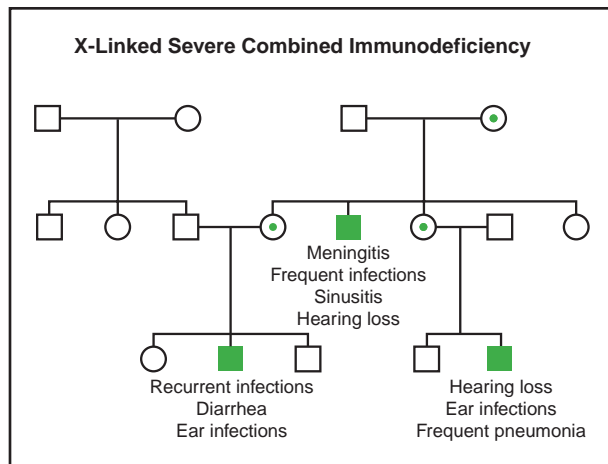 X-Linked Severe Combined Immunodeficiency
Meningitis
Frequent infections
Sinusitis
Hearing loss
Recurrent infections
Diarrhea
Ear infections
Hearing loss
Ear infections
Frequent pneumonia